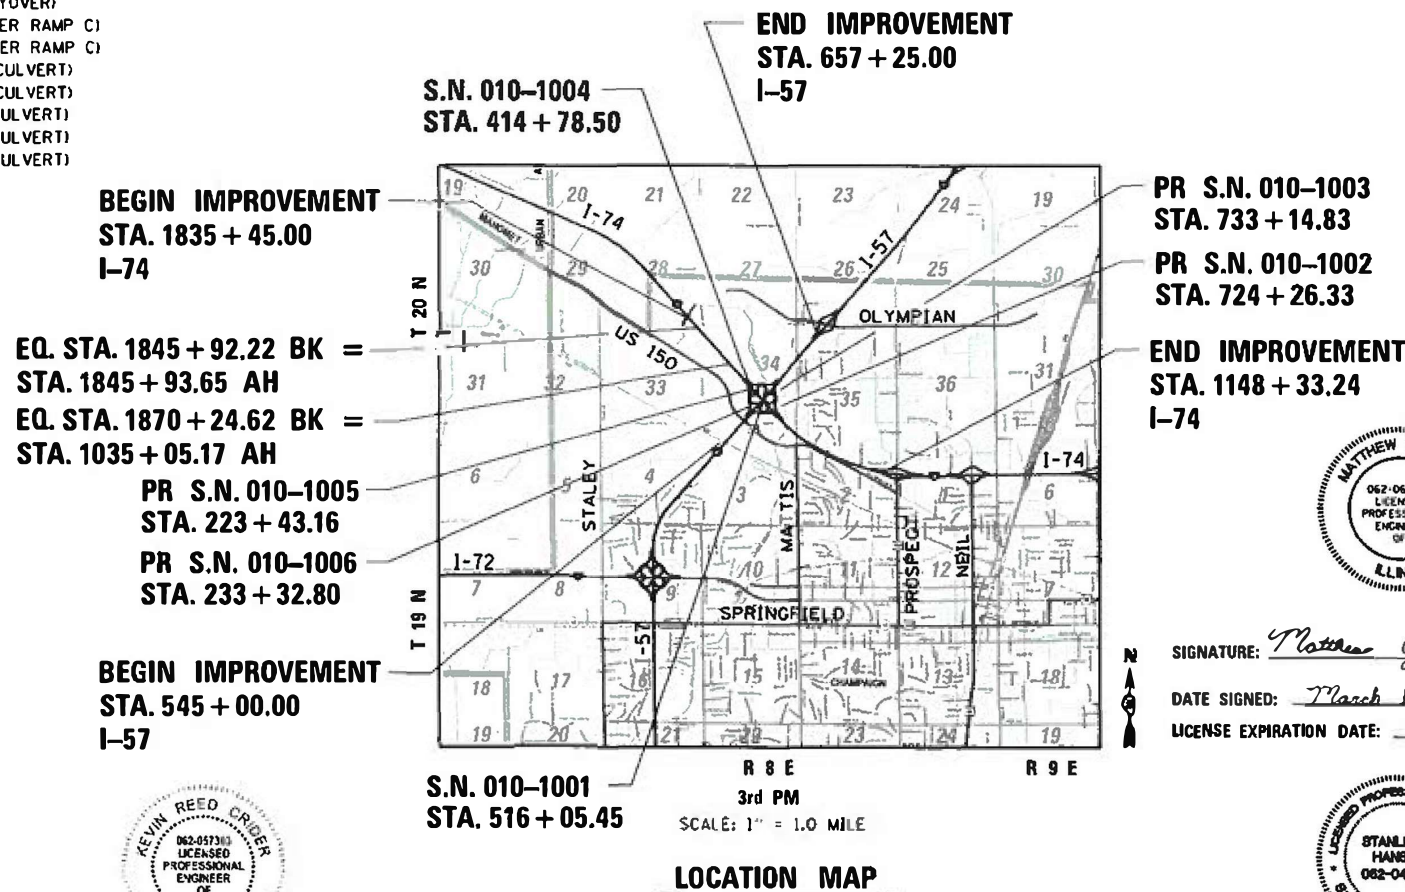 ER RAMP C)
ER RAMP C)
CULVERT)
CULVERT)
ULVERT)
ULVERT)
ULVERT)
END IMPROVEMENT
STA. 657 + 25.00
I-57
S.N. 010-1004
STA. 414 + 78.50
BEGIN IMPROVEMENT
STA. 1835 + 45.00
I-74
PR S.N. 010-1003
STA. 733 + 14.83
PR S.N. 010-1002
STA. 724 + 26.33
EQ. STA. 1845 + 92.22 BK =
STA. 1845 + 93.65 AH
EQ. STA. 1870 + 24.62 BK =
STA. 1035 + 05.17 AH
END IMPROVEMENT
STA. 1148 + 33.24
I-74
PR S.N. 010-1005
STA. 223 + 43.16
PR S.N. 010-1006
STA. 233 + 32.80
BEGIN IMPROVEMENT
STA. 545 + 00.00
I-57
S.N. 010-1001
STA. 516 + 05.45
T 20 N
T 19 N
19 20 21 22 23 24 19
MAHOMET
URBAN
I-74
I-57
30 29 28 27 26 25 30
OLYMPIAN
US 150
31 32 33 34 35 36 31
I-74
6 5 4 3 2 1 6
STALEY
MATTIS
PROSPECT
NEIL
I-72
7 8 9 10 11 12 7
SPRINGFIELD
-57
18 17 16 15 14 13 18
CHAMPAIGN
19 20 21 22 23 24 19
R 8 E
R 9 E
3rd PM
SCALE: 1" = 1.0 MILE
LOCATION MAP
N
SIGNATURE: Matthew
DATE SIGNED: March
LICENSE EXPIRATION DATE:
KEVIN REED CRIDER
LICENSED
PROFESSIONAL
ENGINEER
OF
MATTHEW
LICENSED PROFES
STANL
HANS
062-04